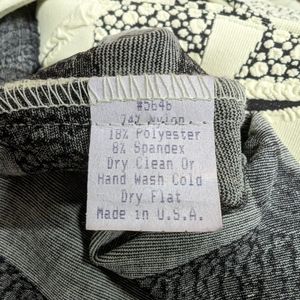 #5646
74% Nylon
18% Polyester
8% Spandex
Dry Clean Or
Hand Wash Cold
Dry Flat
Made in U.S.A.